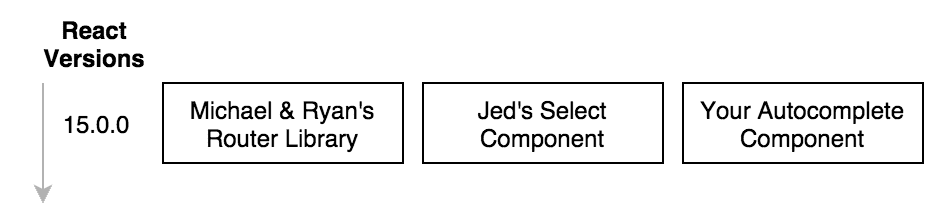 React
Versions
15.0.0
Michael & Ryan's
Router Library
Jed's Select
Component
Your Autocomplete
Component